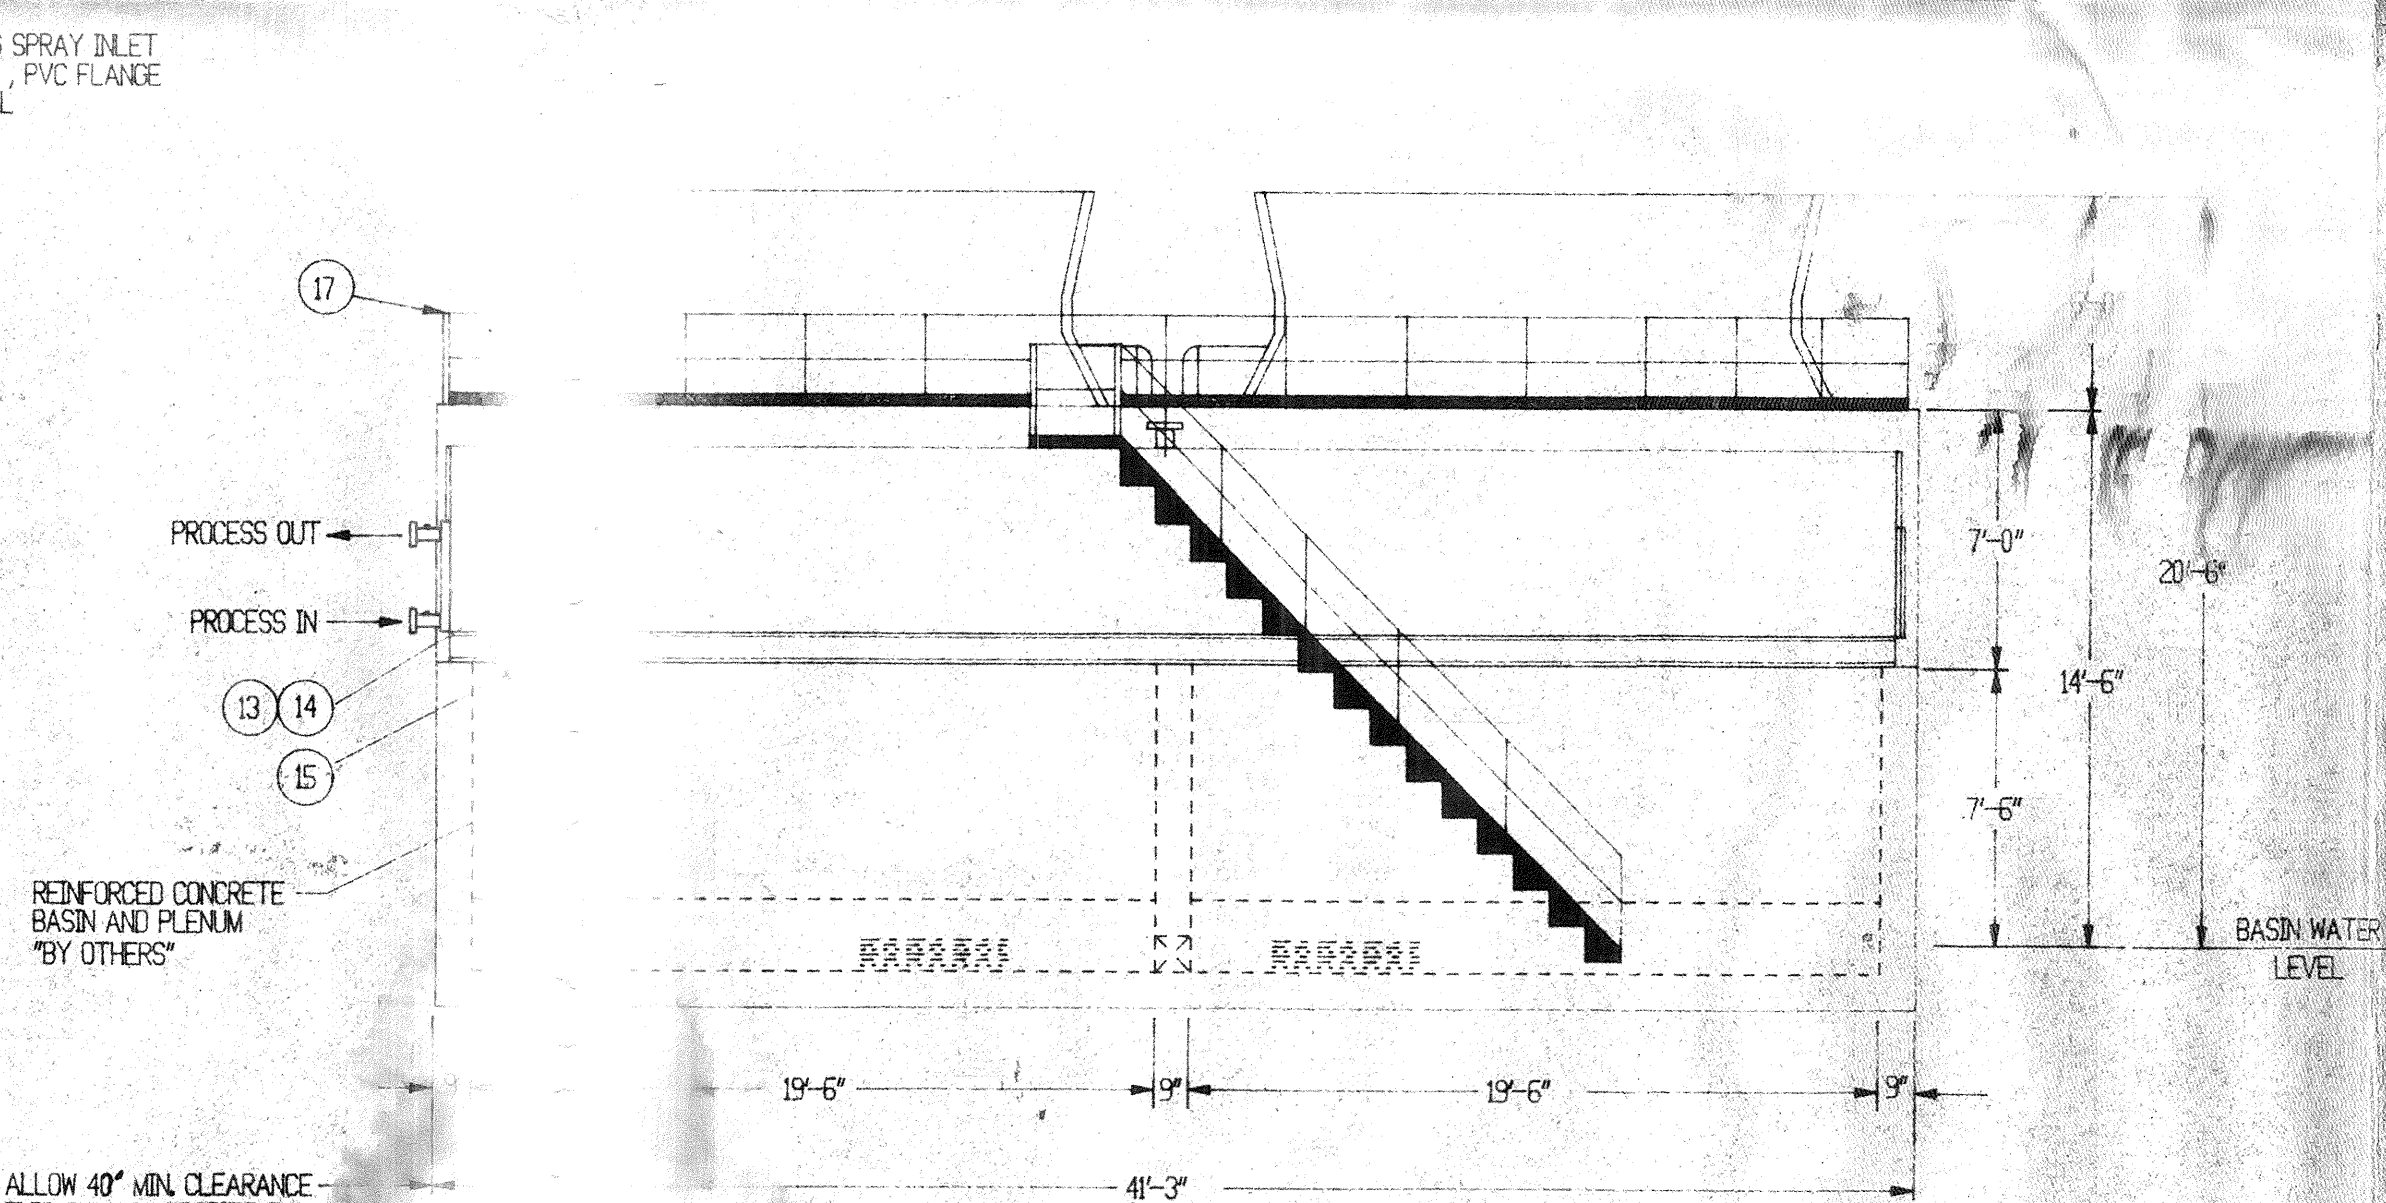 SPRAY INLET
, PVC FLANGE
17
7'-0"
PROCESS OUT
20'-6"
PROCESS IN
14'-6"
13 14
15
7'-6"
REINFORCED CONCRETE
BASIN AND PLENUM
"BY OTHERS"
BASIN WATER
LEVEL
19'-6"
9"
19'-6"
9"
ALLOW 40" MIN. CLEARANCE
41'-3"